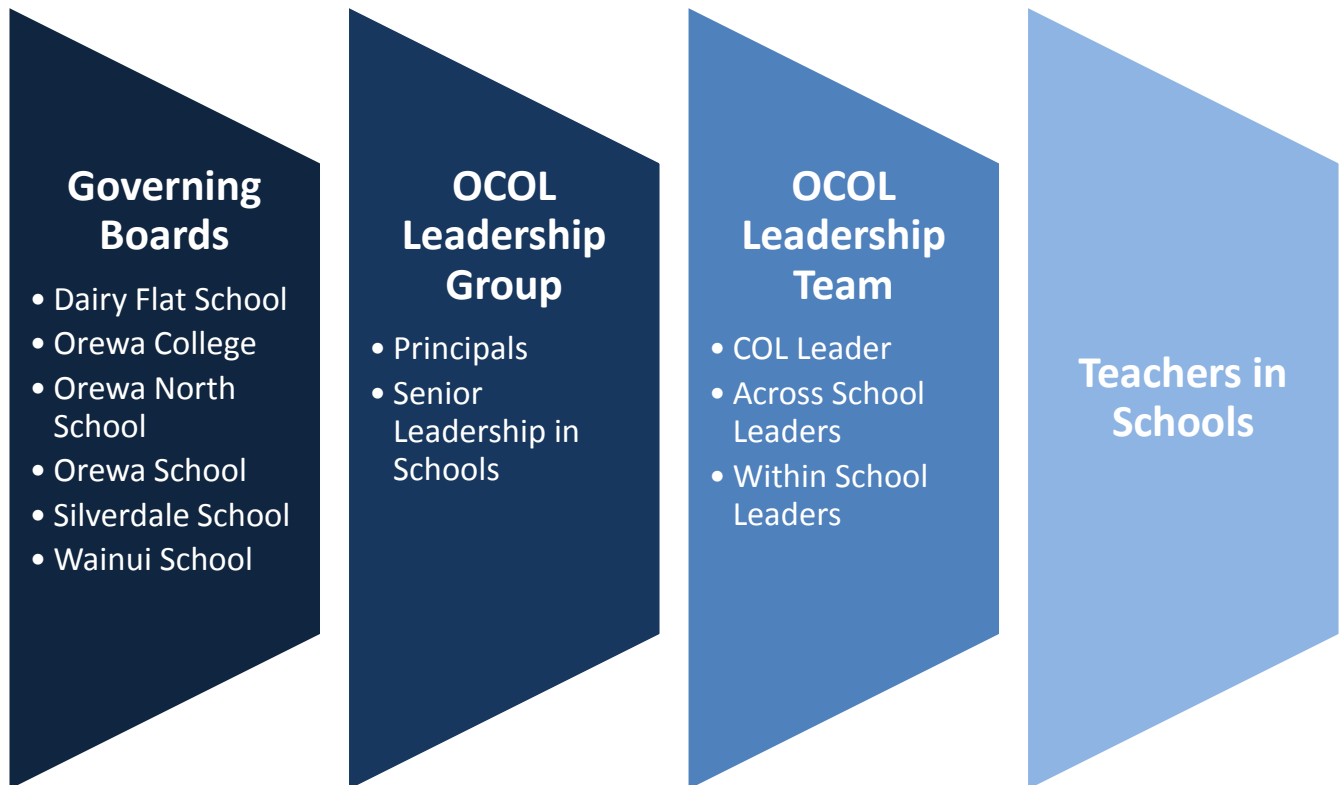 Governing
Boards
• Dairy Flat School
• Orewa College
• Orewa North
School
• Orewa School
• Silverdale School
• Wainui School
OCOL
Leadership
Group
• Principals
• Senior
Leadership in
Schools
OCOL
Leadership
Team
• COL Leader
• Across School
Leaders
• Within School
Leaders
Teachers in
Schools